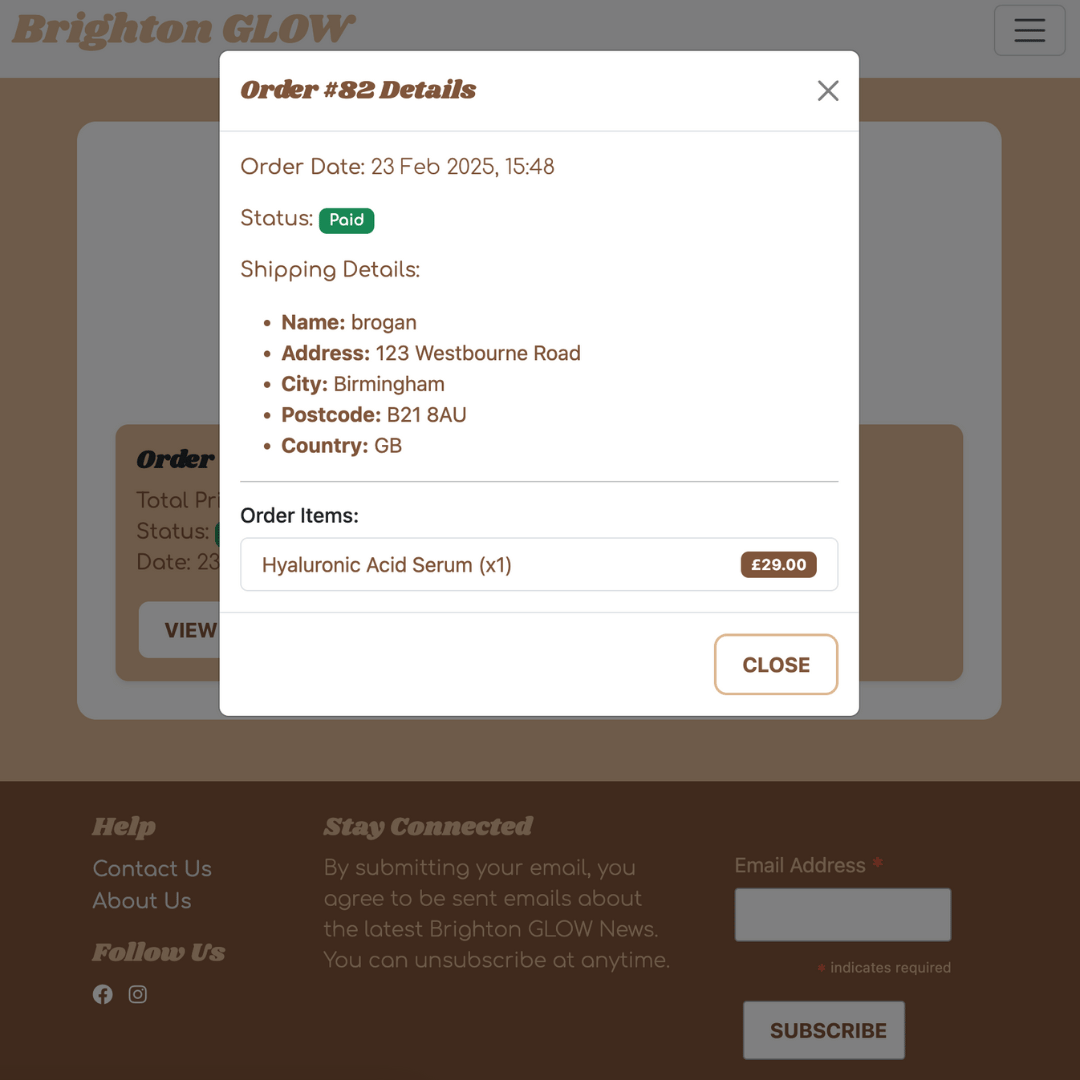 Brighton GLOW
Order #82 Details
Order Date: 23 Feb 2025, 15:48
Status: Paid
Shipping Details:
• Name: brogan
• Address: 123 Westbourne Road
• City: Birmingham
• Postcode: B21 8AU
• Country: GB
Order Items:
Hyaluronic Acid Serum (x1) £29.00
CLOSE
Order
Total Pri
Status:
Date: 23
VIEW
Help
Contact Us
About Us
Follow Us
Stay Connected
By submitting your email, you
agree to be sent emails about
the latest Brighton GLOW News.
You can unsubscribe at anytime.
Email Address *
* indicates required
SUBSCRIBE